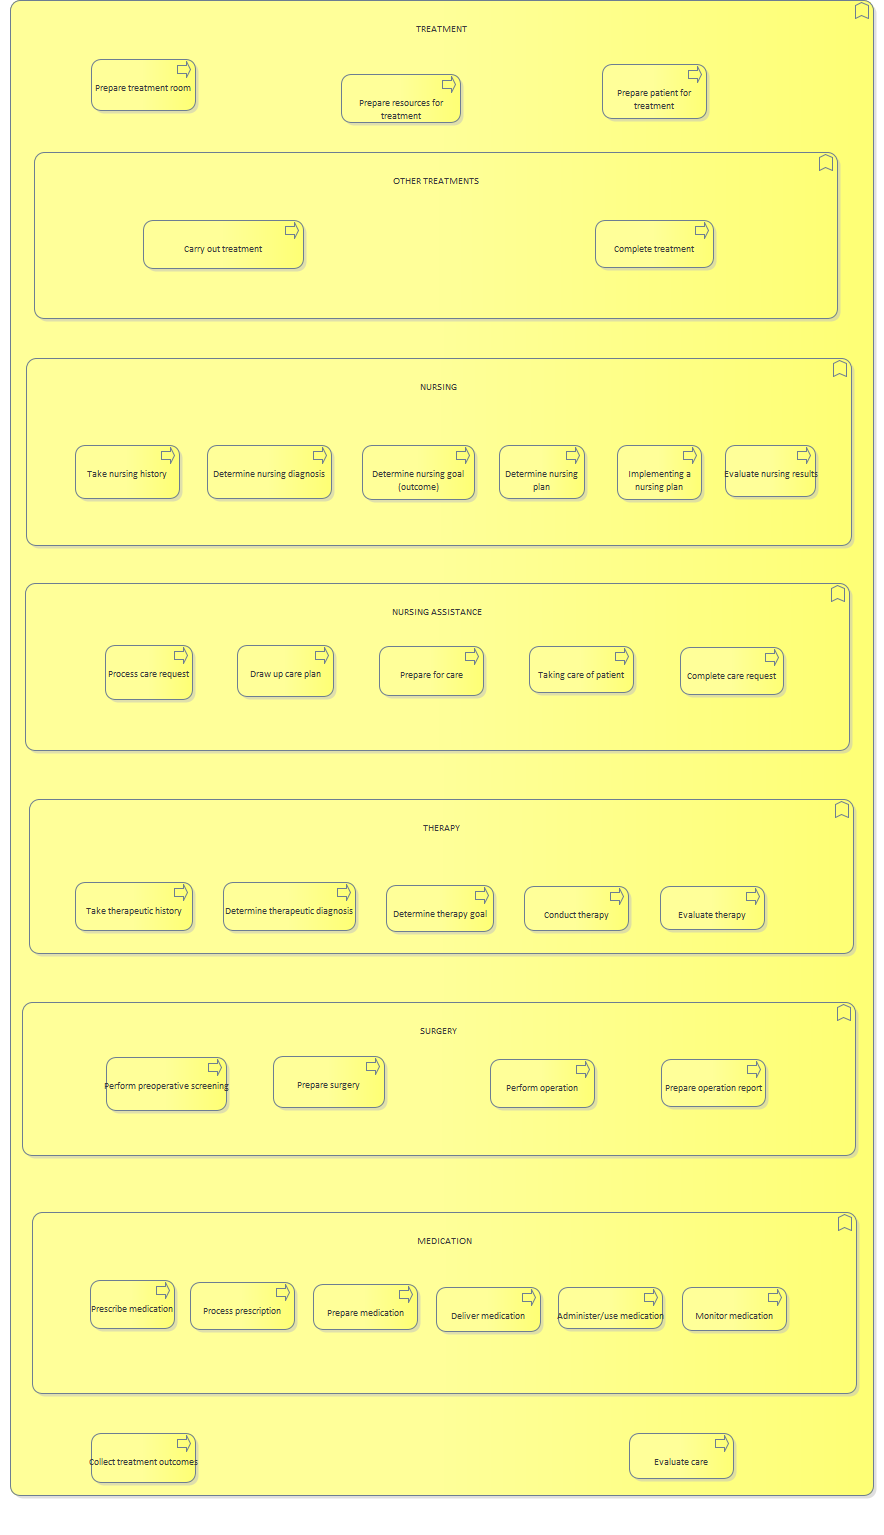 TREATMENT
Prepare treatment room
Prepare resources for
treatment
Prepare patient for
treatment
OTHER TREATMENTS
Carry out treatment
Complete treatment
NURSING
Take nursing history
Determine nursing diagnosis
Determine nursing goal
(outcome)
Determine nursing
plan
Implementing a
nursing plan
Evaluate nursing results
NURSING ASSISTANCE
Process care request
Draw up care plan
Prepare for care
Taking care of patient
Complete care request
THERAPY
Take therapeutic history
Determine therapeutic diagnosis
Determine therapy goal
Conduct therapy
Evaluate therapy
SURGERY
Perform preoperative screening
Prepare surgery
Perform operation
Prepare operation report
MEDICATION
Prescribe medication
Process prescription
Prepare medication
Deliver medication
Administer/use medication
Monitor medication
Collect treatment outcomes
Evaluate care